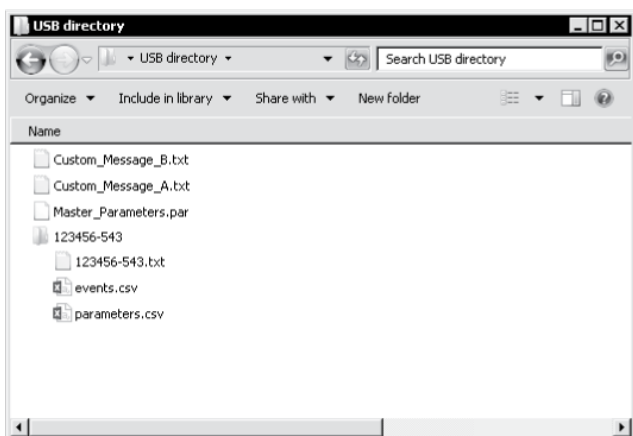 USB directory
USB directory
Search USB directory
Organize Include in library Share with New folder
Name
Custom_Message_B.txt
Custom_Message_A.txt
Master_Parameters.par
123456-543
123456-543.txt
events.csv
parameters.csv